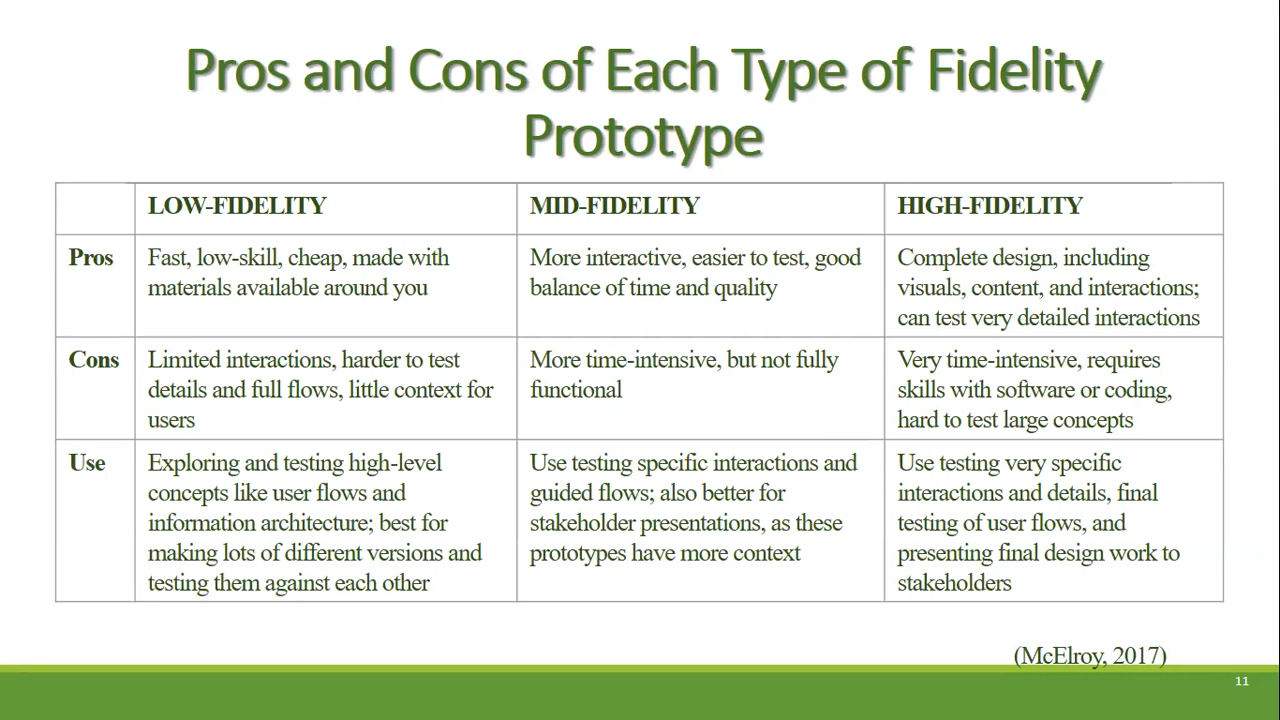 Pros and Cons of Each Type of Fidelity
Prototype
LOW-FIDELITY
MID-FIDELITY
HIGH-FIDELITY
Pros
Fast, low-skill, cheap, made with
materials available around you
More interactive, easier to test, good
balance of time and quality
Complete design, including
visuals, content, and interactions;
can test very detailed interactions
Cons
Limited interactions, harder to test
details and full flows, little context for
users
More time-intensive, but not fully
functional
Very time-intensive, requires
skills with software or coding,
hard to test large concepts
Use
Exploring and testing high-level
concepts like user flows and
information architecture; best for
making lots of different versions and
testing them against each other
Use testing specific interactions and
guided flows; also better for
stakeholder presentations, as these
prototypes have more context
Use testing very specific
interactions and details, final
testing of user flows, and
presenting final design work to
stakeholders
(McElroy, 2017)
11